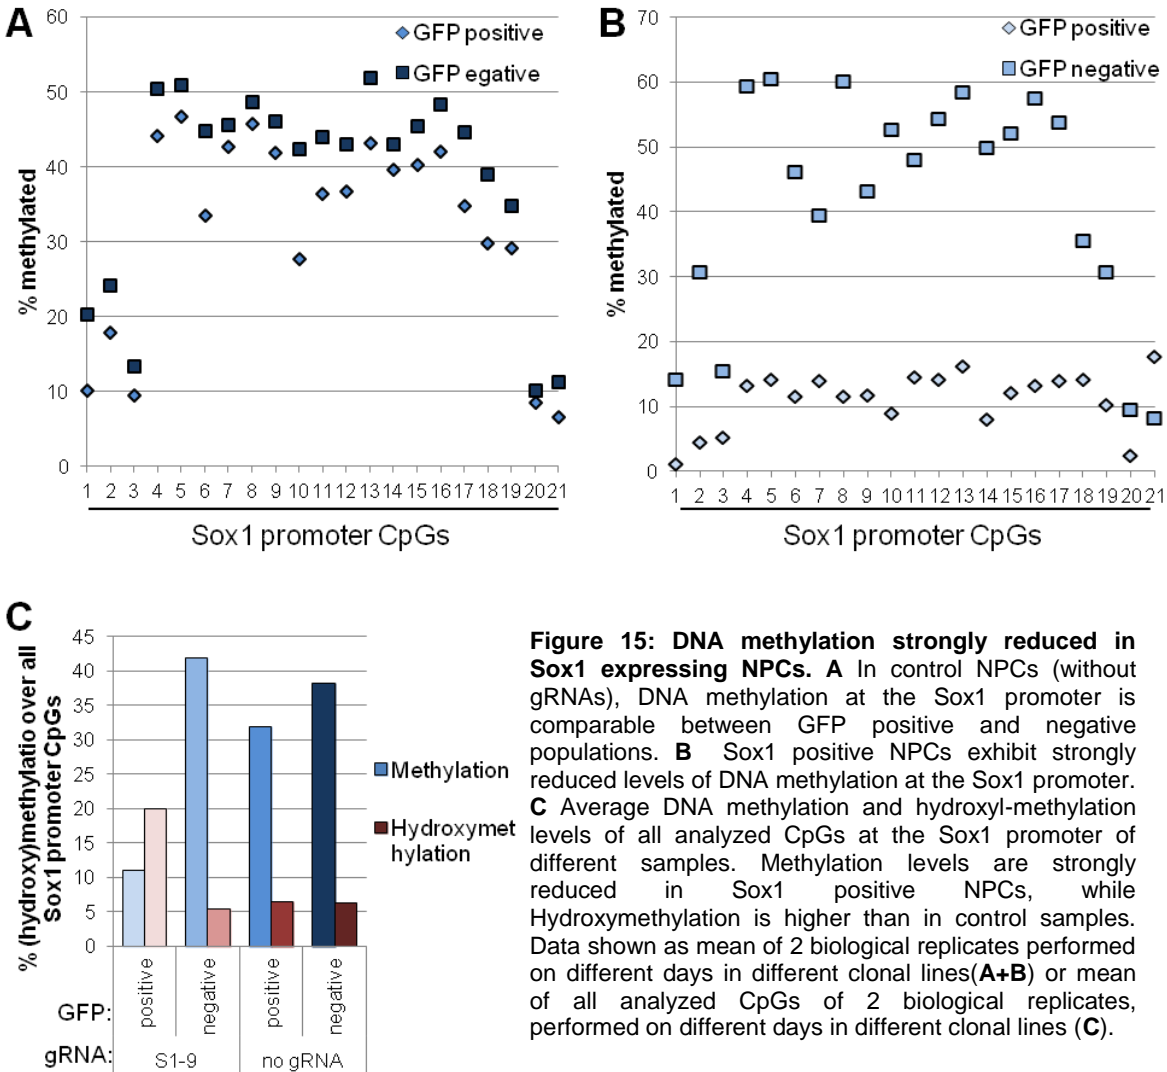 A
60
50
40
30
20
10
0
% methylated
GFP positive
GFP egative
1 2 3 4 5 6 7 8 9 10 11 12 13 14 15 16 17 18 19 20 21
Sox1 promoter CpGs
B
70
60
50
40
30
20
10
0
% methylated
GFP positive
GFP negative
1 2 3 4 5 6 7 8 9 10 11 12 13 14 15 16 17 18 19 20 21
Sox1 promoter CpGs
C
% (hydroxy)methylatio over all
Sox1 promoter CpGs
45
40
35
30
25
20
15
10
5
0
Methylation
Hydroxymet
hylation
GFP:
positive
negative
positive
negative
gRNA:
S1-9
no gRNA
Figure 15: DNA methylation strongly reduced in
Sox1 expressing NPCs. A In control NPCs (without
gRNAs), DNA methylation at the Sox1 promoter is
comparable between GFP positive and negative
populations. B Sox1 positive NPCs exhibit strongly
reduced levels of DNA methylation at the Sox1 promoter.
C Average DNA methylation and hydroxyl-methylation
levels of all analyzed CpGs at the Sox1 promoter of
different samples. Methylation levels are strongly
reduced in Sox1 positive NPCs, while
Hydroxymethylation is higher than in control samples.
Data shown as mean of 2 biological replicates performed
on different days in different clonal lines(A+B) or mean
of all analyzed CpGs of 2 biological replicates,
performed on different days in different clonal lines (C).